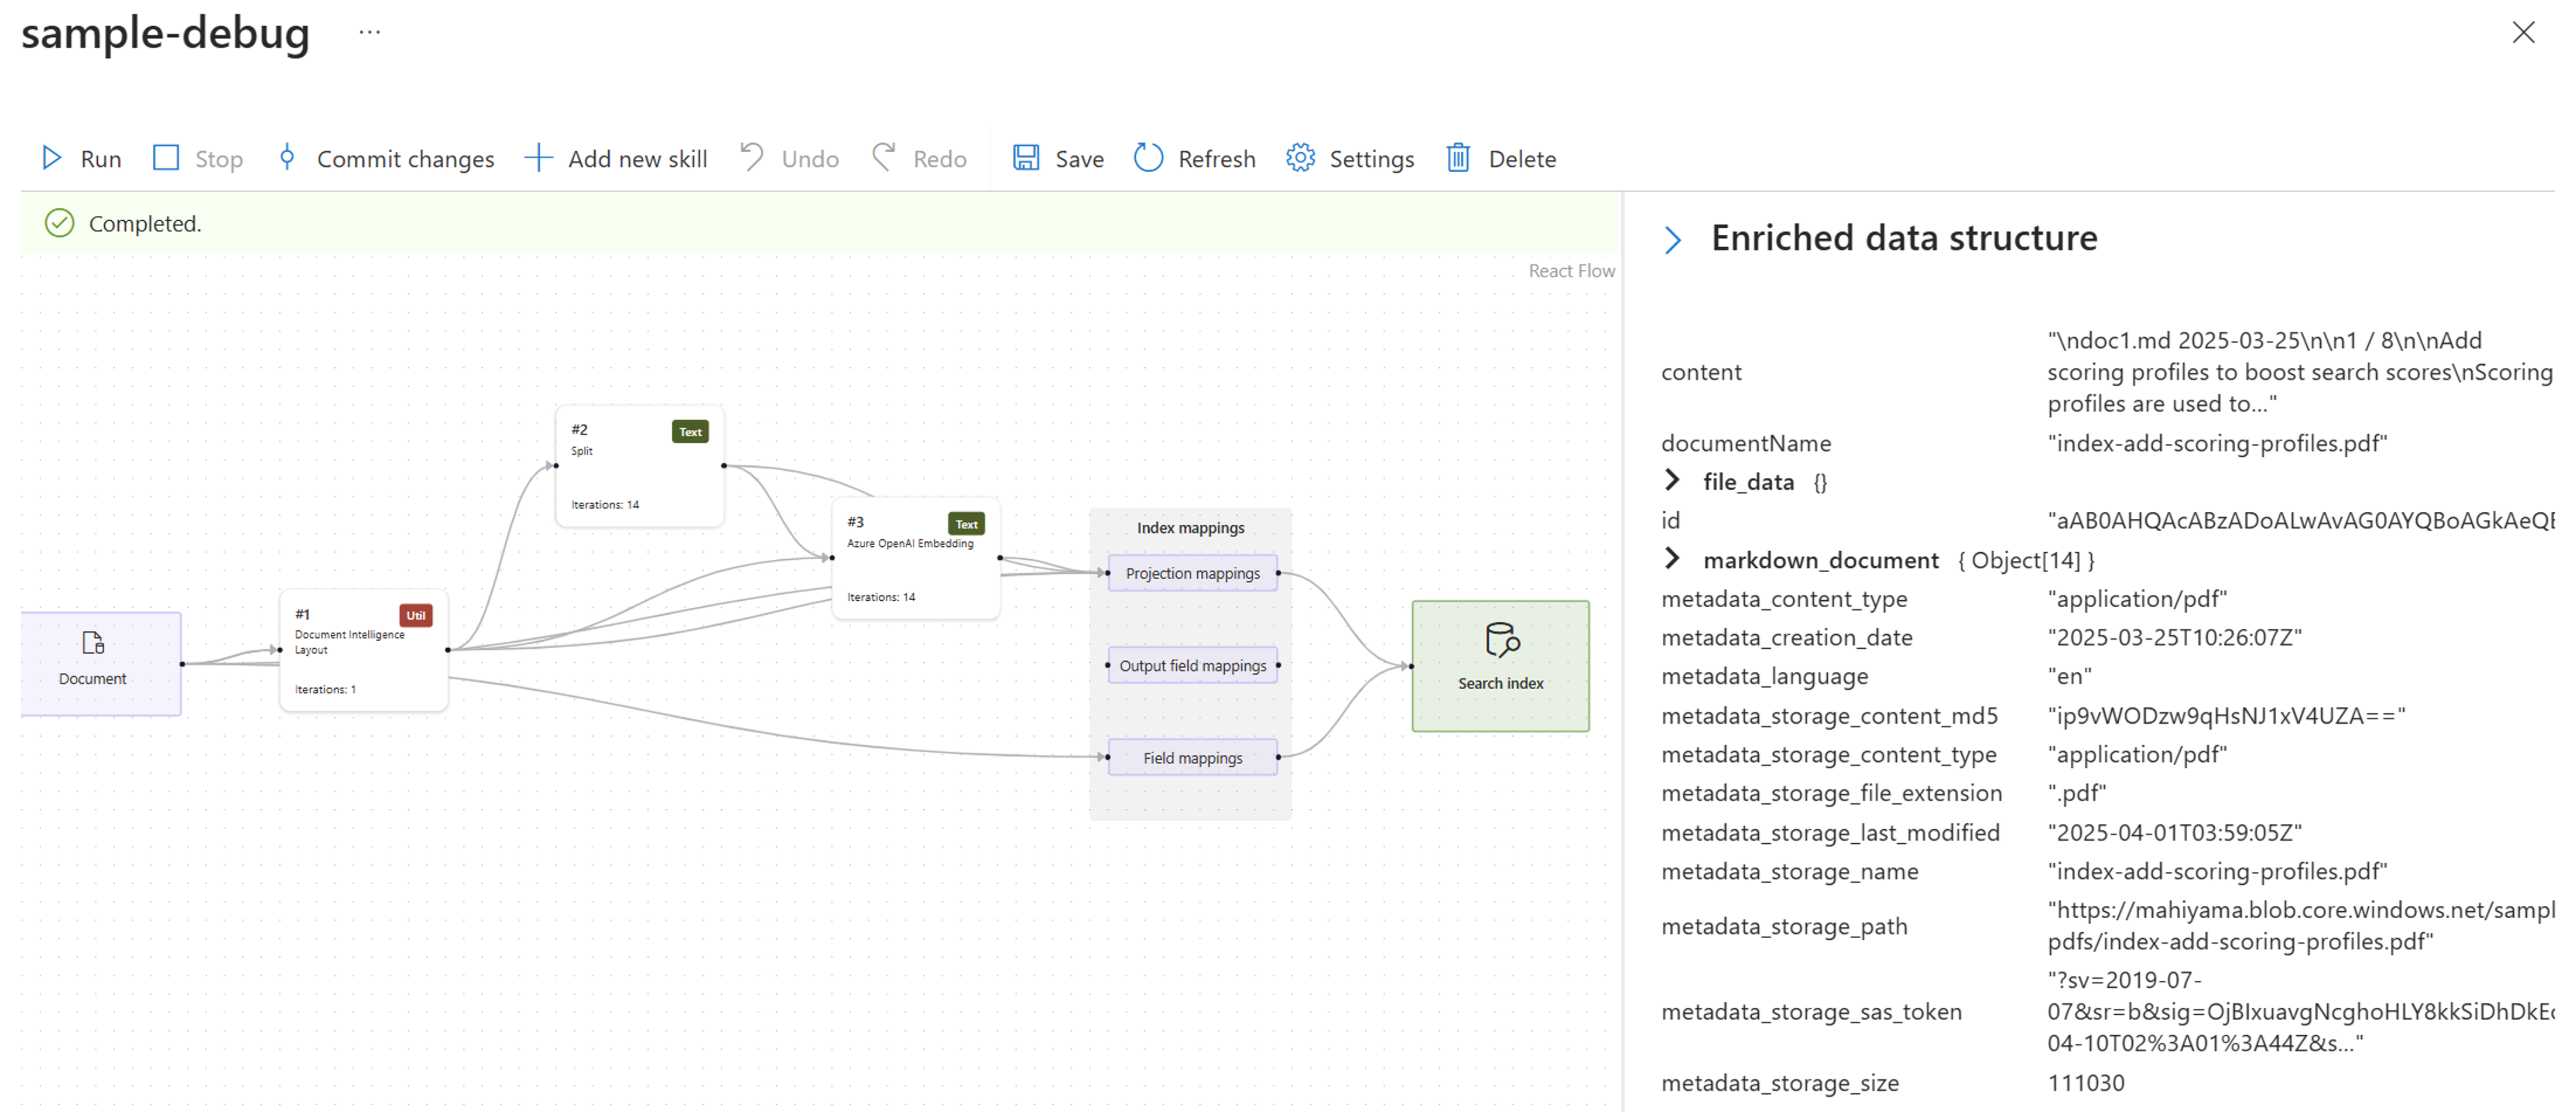 sample-debug ...
Run Stop Commit changes Add new skill Undo Redo Save Refresh Settings Delete
Completed.
React Flow
#2 Text
Split
Iterations: 14
#3 Text
Azure OpenAI Embedding
Iterations: 14
Index mappings
Projection mappings
Output field mappings
Field mappings
#1 Util
Document Intelligence
Layout
Iterations: 1
Document
Search index
Enriched data structure
content "\ndoc1.md 2025-03-25\n\n1 / 8\n\nAdd
scoring profiles to boost search scores\nScoring
profiles are used to..."
documentName "index-add-scoring-profiles.pdf"
file_data {}
id "aAB0AHQAcABzADoALwAvAG0AYQBoAGkAeQE
markdown_document { Object[14] }
metadata_content_type "application/pdf"
metadata_creation_date "2025-03-25T10:26:07Z"
metadata_language "en"
metadata_storage_content_md5 "ip9vWODzw9qHsNJ1xV4UZA=="
metadata_storage_content_type "application/pdf"
metadata_storage_file_extension ".pdf"
metadata_storage_last_modified "2025-04-01T03:59:05Z"
metadata_storage_name "index-add-scoring-profiles.pdf"
metadata_storage_path "https://mahiyama.blob.core.windows.net/sampl
pdfs/index-add-scoring-profiles.pdf"
metadata_storage_sas_token "?sv=2019-07-
07&sr=b&sig=OjBIxuavgNcghoHLY8kkSiDhDkEc
04-10T02%3A01%3A44Z&s..."
metadata_storage_size 111030